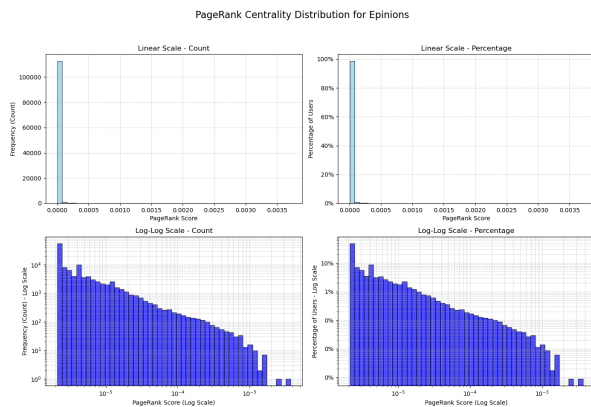 PageRank Centrality Distribution for Epinions
Linear Scale - Count
Frequency (Count)
100000
80000
60000
40000
20000
0
0.0000 0.0005 0.0010 0.0015 0.0020 0.0025 0.0030 0.0035
PageRank Score
Linear Scale - Percentage
Percentage of Users
100%
80%
60%
40%
20%
0%
0.0000 0.0005 0.0010 0.0015 0.0020 0.0025 0.0030 0.0035
PageRank Score
Log-Log Scale - Count
Frequency (Count) - Log Scale
10⁴
10³
10²
10¹
10⁰
10⁻⁵ 10⁻⁴ 10⁻³
PageRank Score (Log Scale)
Log-Log Scale - Percentage
Percentage of Users - Log Scale
10%
1%
0%
0%
0%
10⁻⁵ 10⁻⁴ 10⁻³
PageRank Score (Log Scale)